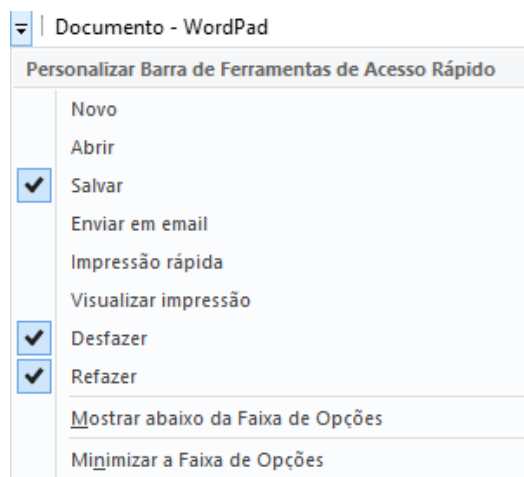 Documento - WordPad
Personalizar Barra de Ferramentas de Acesso Rápido
Novo
Abrir
Salvar
Enviar em email
Impressão rápida
Visualizar impressão
Desfazer
Refazer
Mostrar abaixo da Faixa de Opções
Minimizar a Faixa de Opções